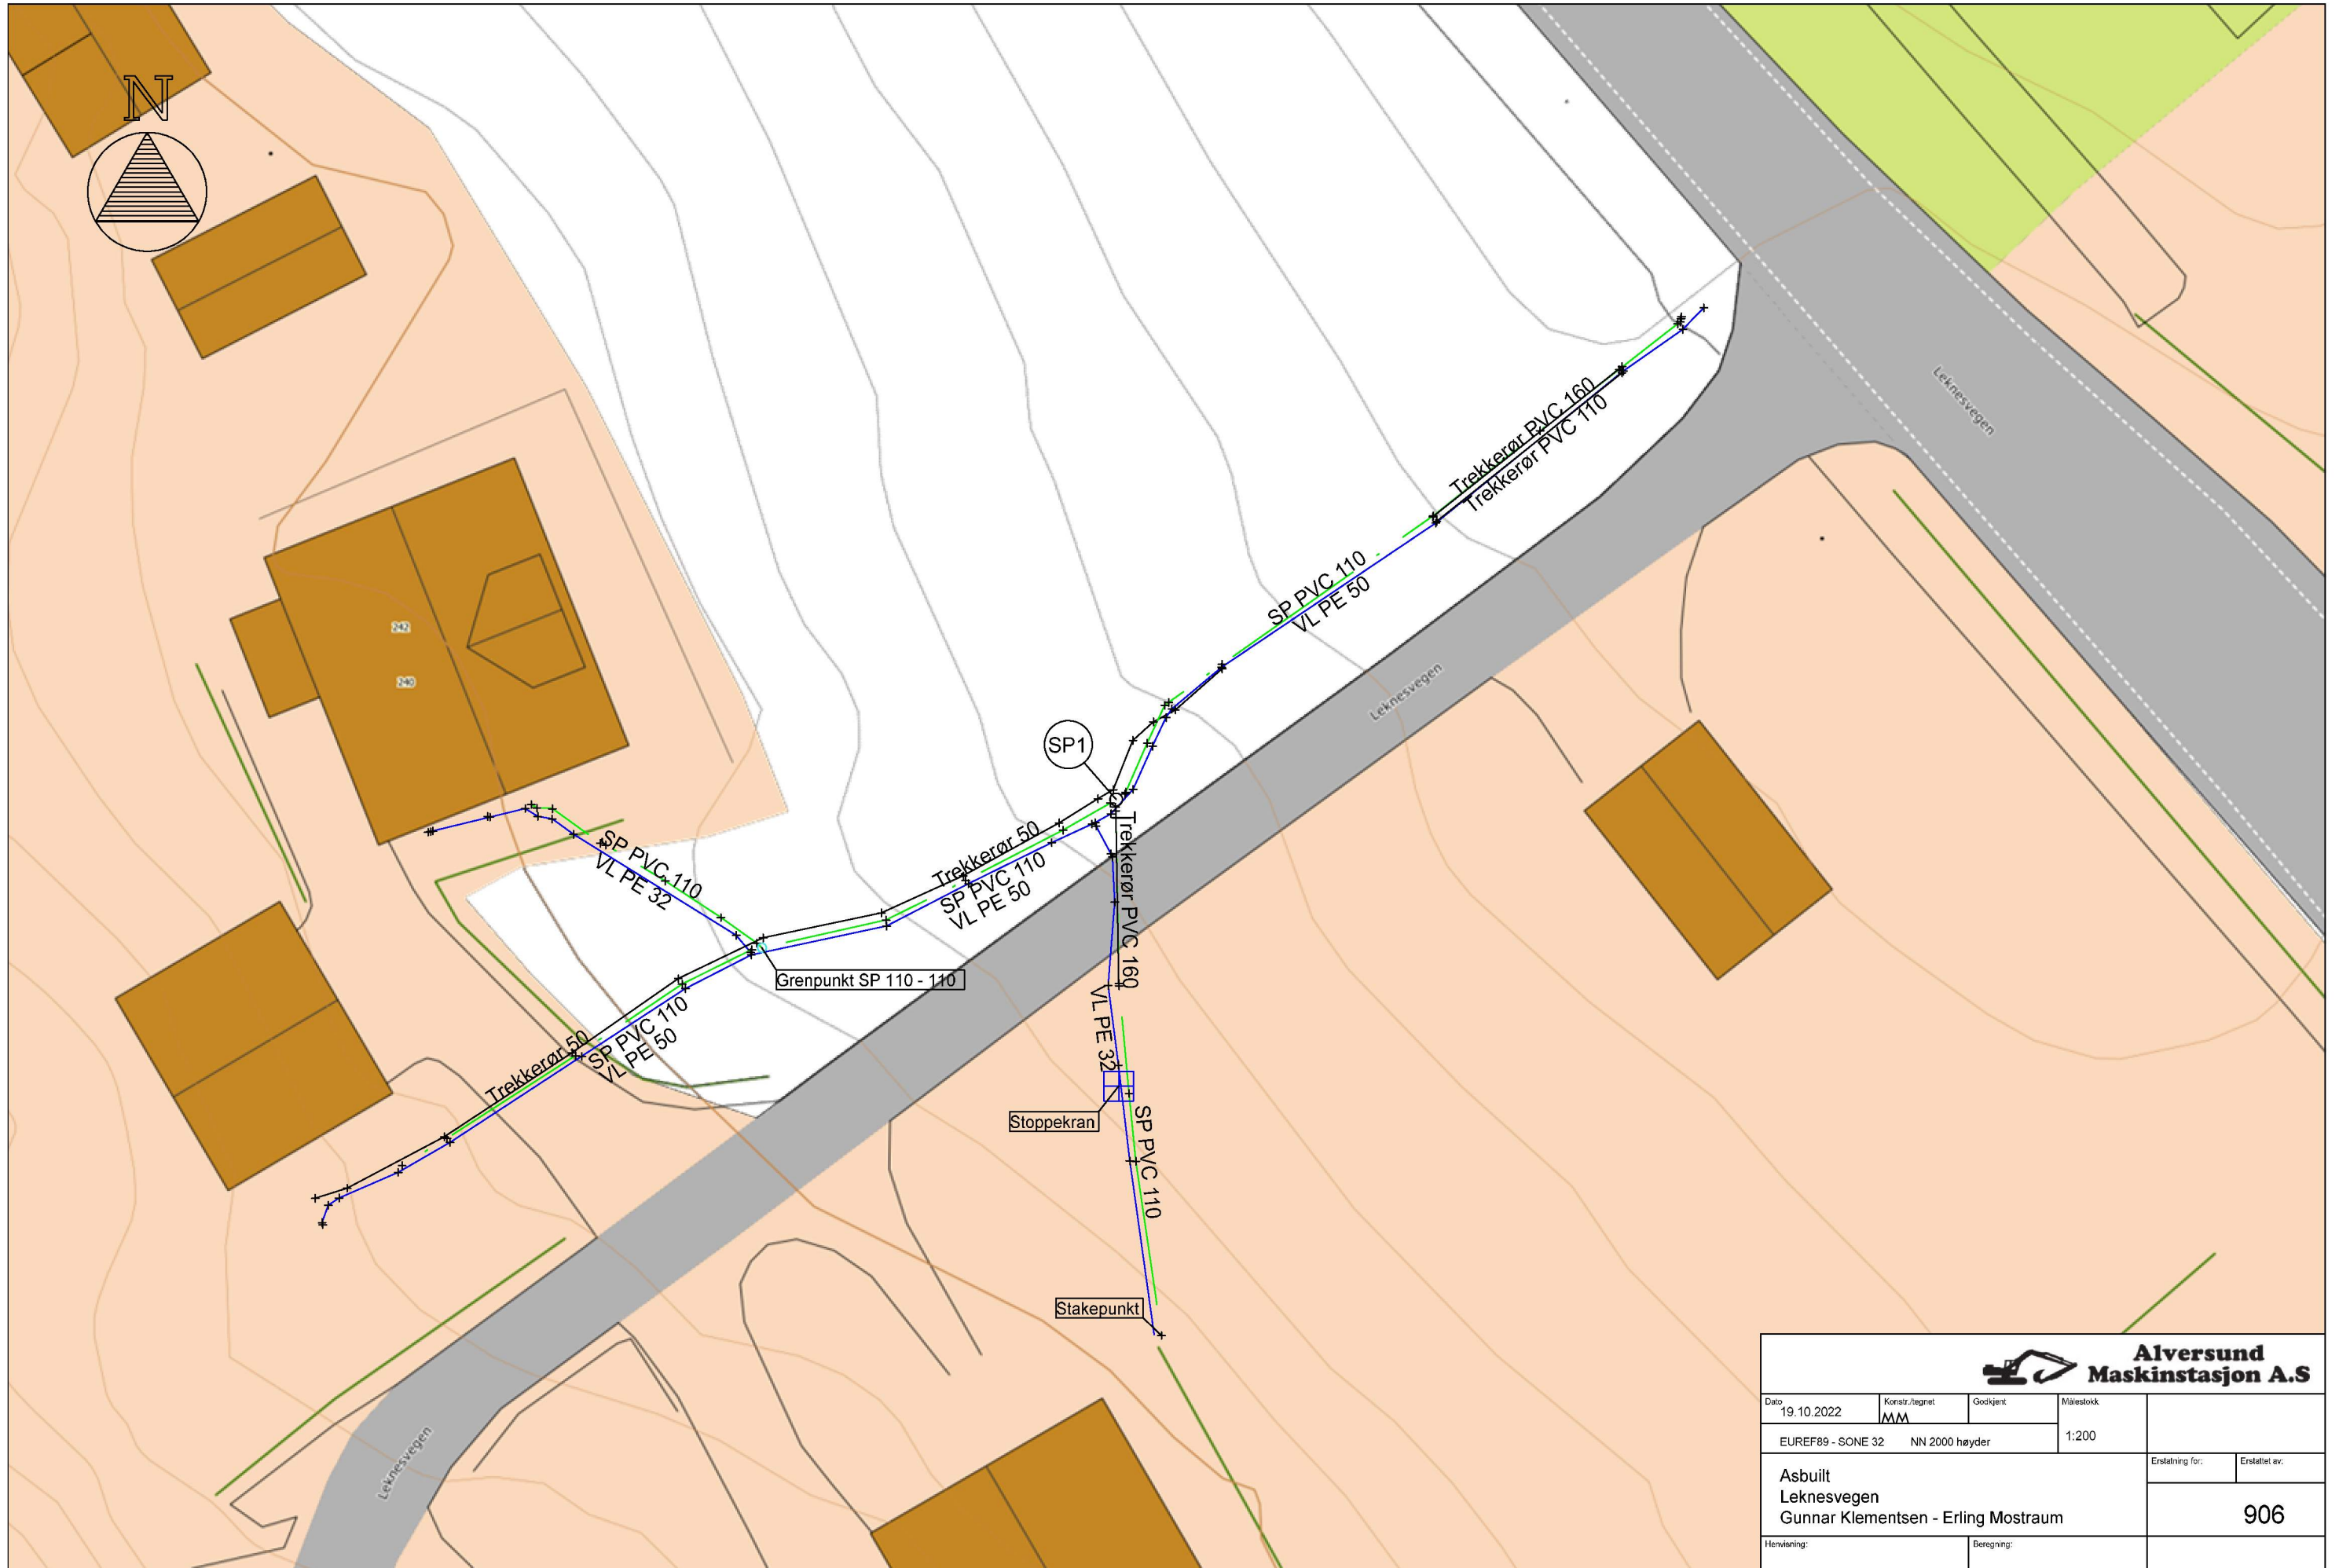 N
Leknesvegen
Trekkerør PVC 160
Trekkerør PVC 110
SP PVC 110
VL PE 50
242
240
Leknesvegen
SP1
Trekkerør 50
SP PVC 110
VL PE 50
SP PVC 110
VL PE 32
Trekkerør PVC 160
Grenpunkt SP 110 - 110
Trekkerør 50
SP PVC 110
VL PE 50
VL PE 32
Stoppekran
SP PVC 110
Stakepunkt
Leknesvegen
Alversund
Maskinstasjon A.S
Dato
19.10.2022
Konstr./tegnet
MM
Godkjent
Målestokk
1:200
EUREF89 - SONE 32 NN 2000 høyder
Asbuilt
Leknesvegen
Gunnar Klementsen - Erling Mostraum
Erstatning for:
Erstattet av:
906
Henvisning:
Beregning: